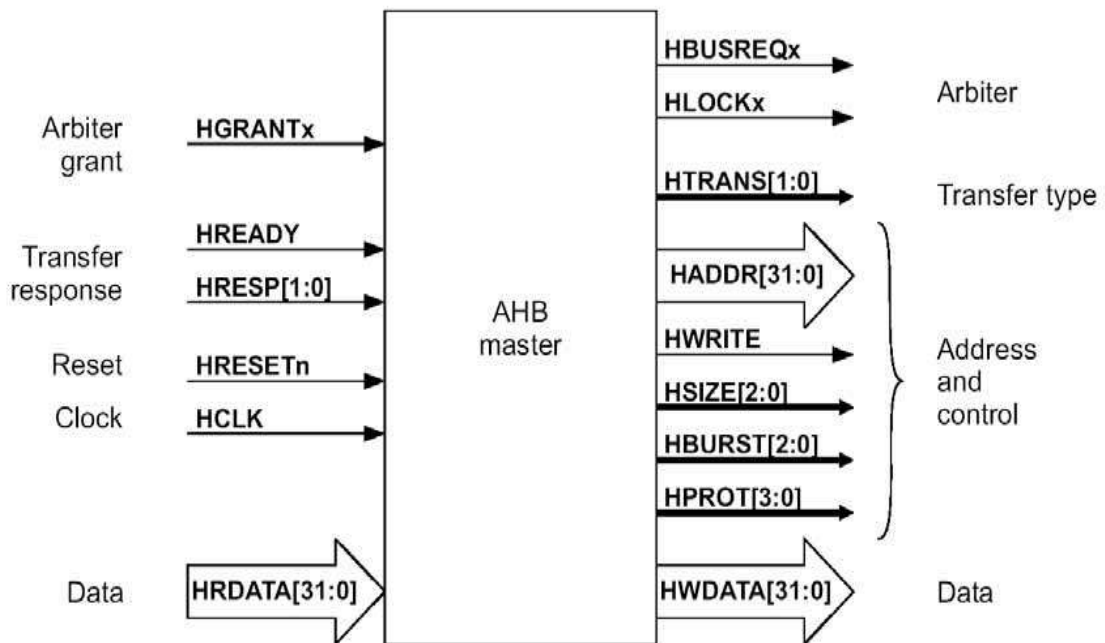 Arbiter
grant
HGRANTx
Transfer
response
HREADY
HRESP[1:0]
Reset
HRESETn
Clock
HCLK
Data
HRDATA[31:0]
AHB
master
HBUSREQx
HLOCKx
Arbiter
HTRANS[1:0]
Transfer type
HADDR[31:0]
HWRITE
HSIZE[2:0]
HBURST[2:0]
HPROT[3:0]
Address
and
control
HWDATA[31:0]
Data